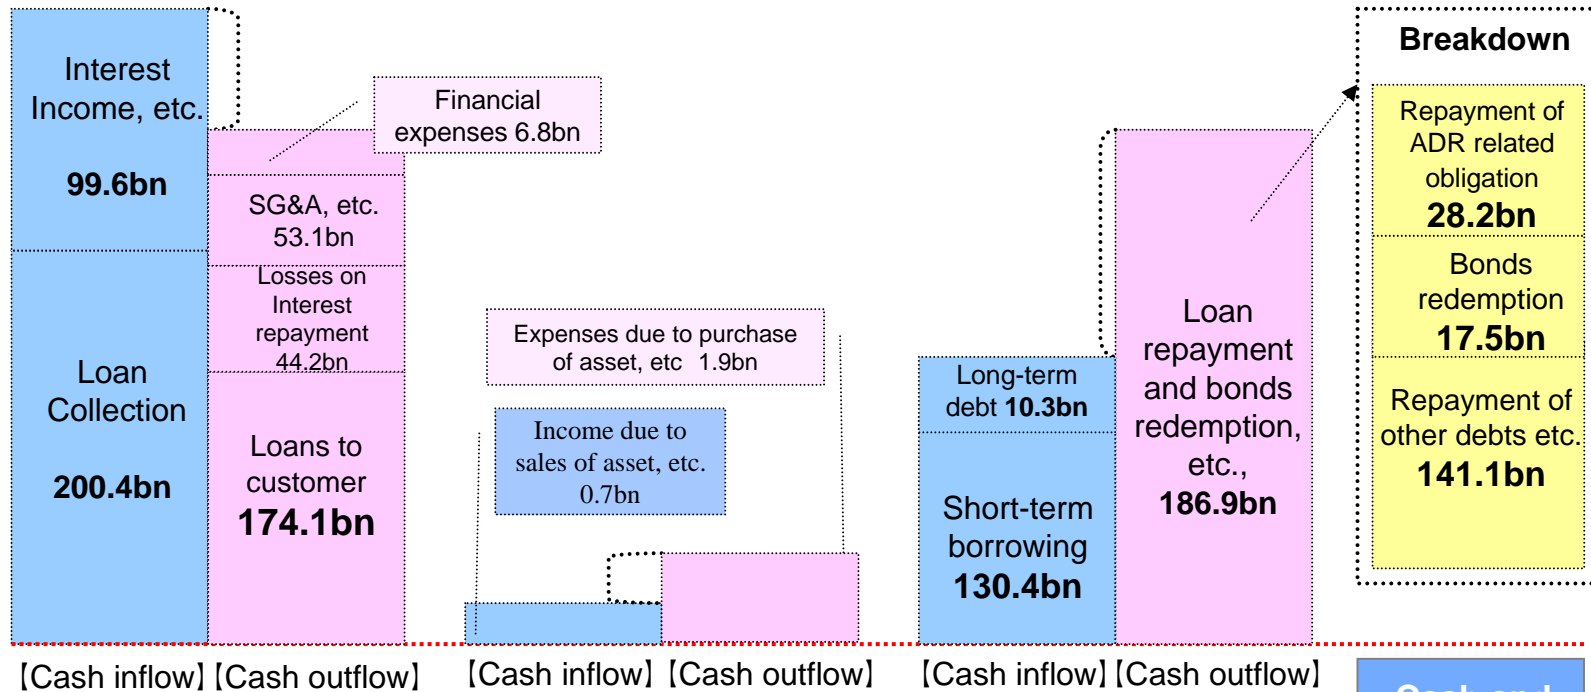 Interest
Income, etc.
99.6bn
Loan
Collection
200.4bn
Financial
expenses 6.8bn
SG&A, etc.
53.1bn
Losses on
Interest
repayment
44.2bn
Loans to
customer
174.1bn
Expenses due to purchase
of asset, etc 1.9bn
Income due to
sales of asset, etc.
0.7bn
Long-term
debt 10.3bn
Short-term
borrowing
130.4bn
Loan
repayment
and bonds
redemption,
etc.,
186.9bn
Breakdown
Repayment of
ADR related
obligation
28.2bn
Bonds
redemption
17.5bn
Repayment of
other debts etc.
141.1bn
【Cash inflow】【Cash outflow】
【Cash inflow】【Cash outflow】
【Cash inflow】【Cash outflow】